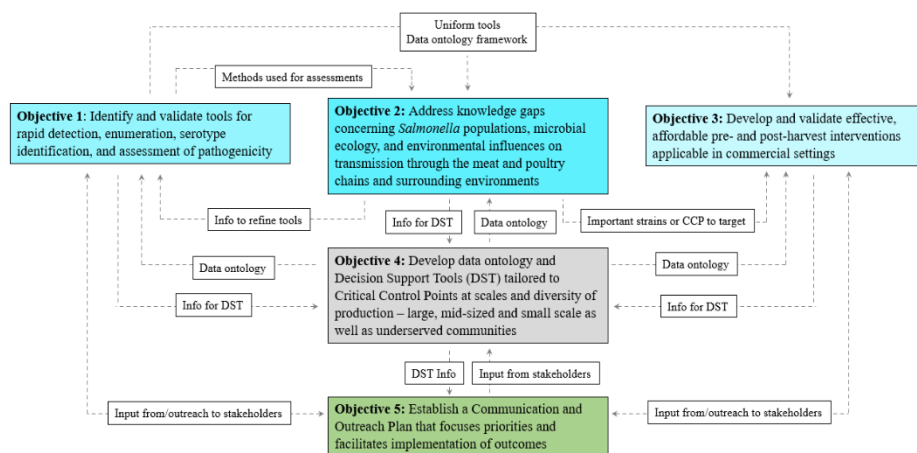 Uniform tools
Data ontology framework
Methods used for assessments
Objective 1: Identify and validate tools for
rapid detection, enumeration, serotype
identification, and assessment of pathogenicity
Objective 2: Address knowledge gaps
concerning Salmonella populations, microbial
ecology, and environmental influences on
transmission through the meat and poultry
chains and surrounding environments
Objective 3: Develop and validate effective,
affordable pre- and post-harvest interventions
applicable in commercial settings
Info to refine tools
Info for DST
Data ontology
Important strains or CCP to target
Data ontology
Objective 4: Develop data ontology and
Decision Support Tools (DST) tailored to
Critical Control Points at scales and diversity of
production – large, mid-sized and small scale as
well as underserved communities
Data ontology
Info for DST
Info for DST
DST Info
Input from stakeholders
Input from/outreach to stakeholders
Objective 5: Establish a Communication and
Outreach Plan that focuses priorities and
facilitates implementation of outcomes
Input from/outreach to stakeholders